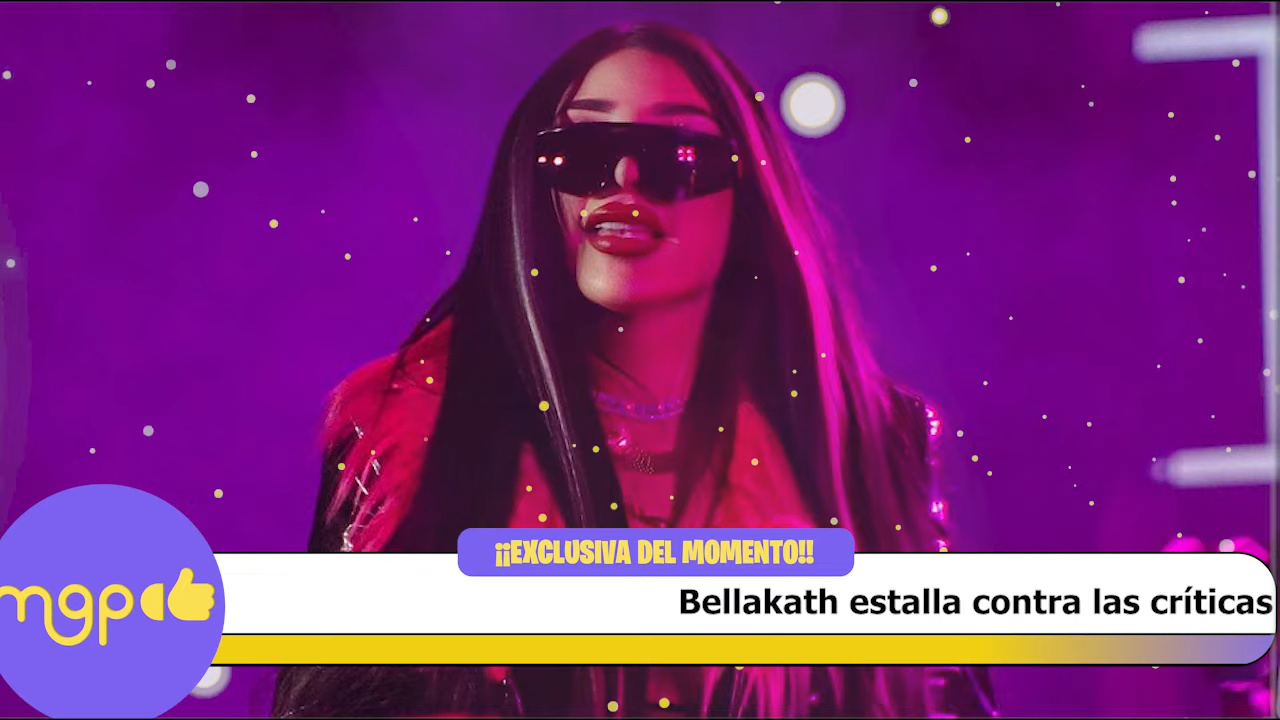 ¡¡EXCLUSIVA DEL MOMENTO!!
Bellakath estalla contra las críticas
mgp